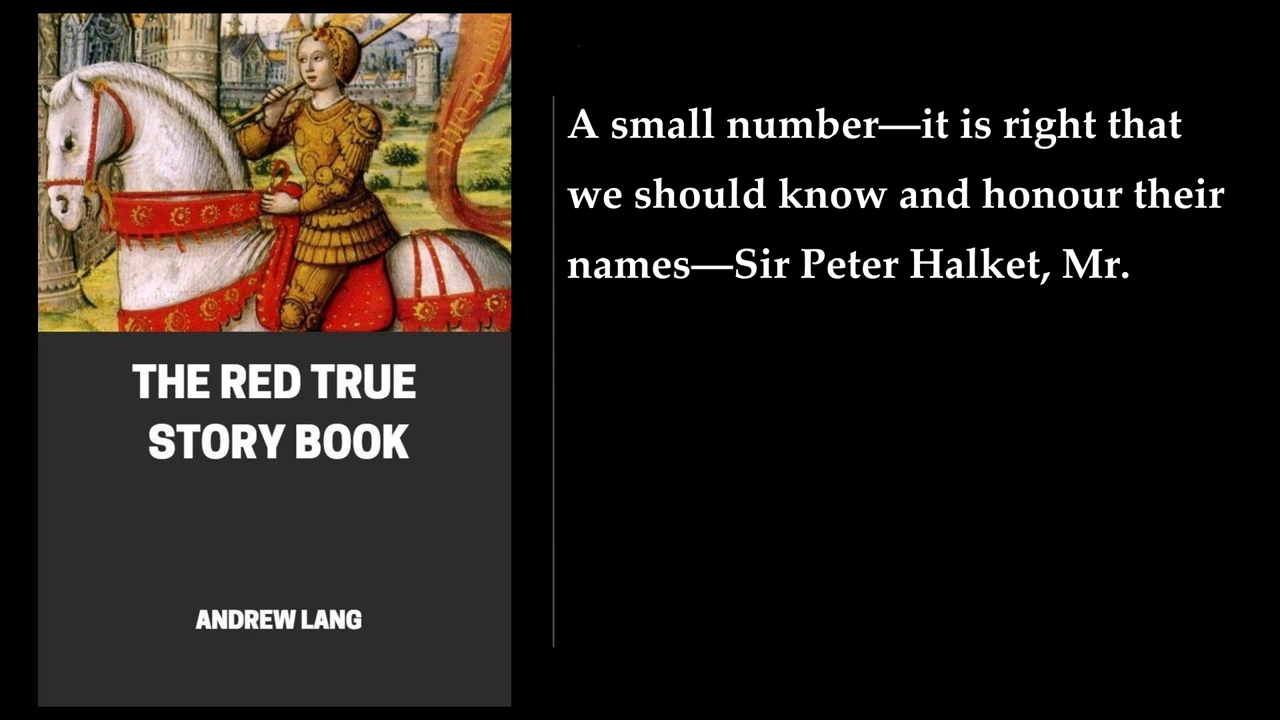 THE RED TRUE
STORY BOOK
ANDREW LANG
A small number—it is right that
we should know and honour their
names—Sir Peter Halket, Mr.